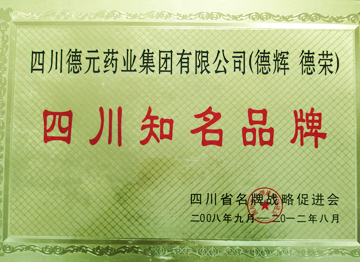 四川德元药业集团有限公司(德辉 德荣)
四川知名品牌
四川省名牌战略促进会
二00八年九月—二0一二年八月